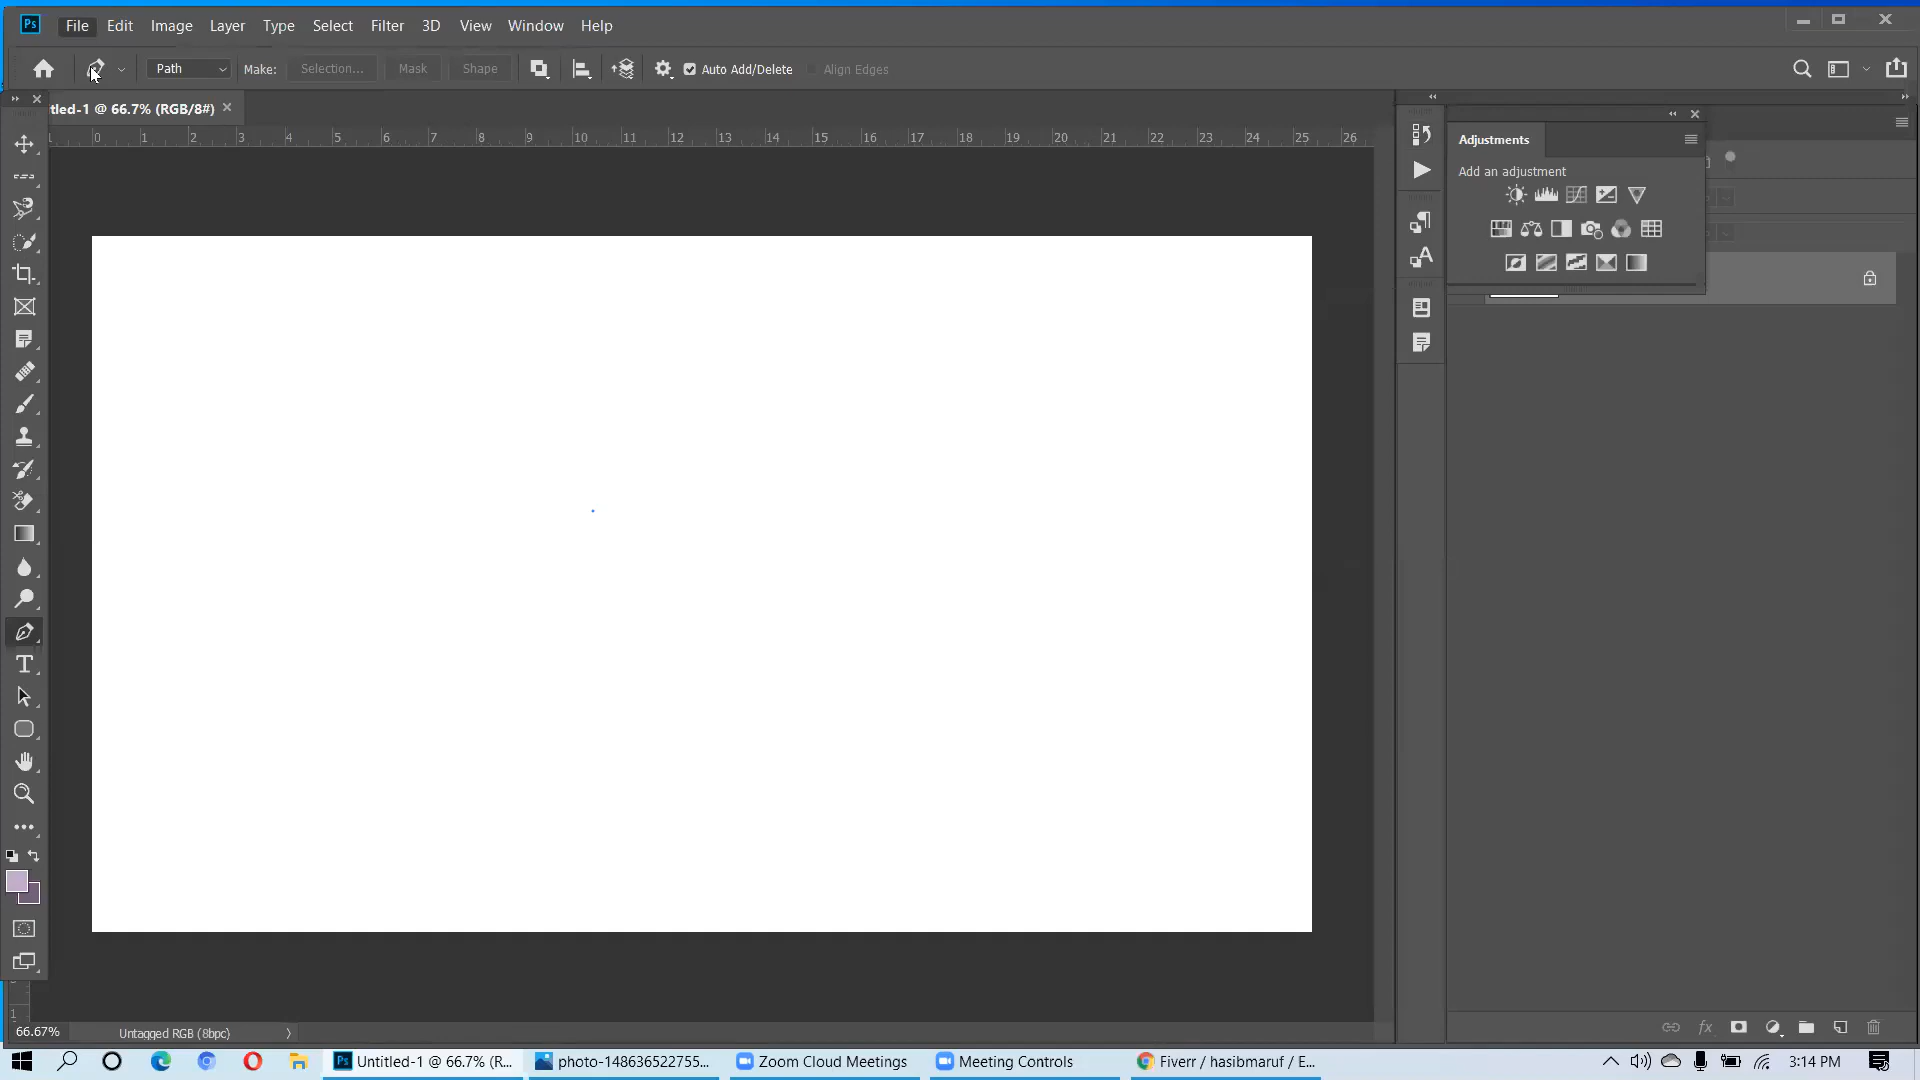 Ps File Edit Image Layer Type Select Filter 3D View Window Help
Path Make: Selection... Mask Shape Auto Add/Delete Align Edges
tled-1 @ 66.7% (RGB/8#)
0 1 2 3 4 5 6 7 8 9 10 11 12 13 14 15 16 17 18 19 20 21 22 23 24 25 26
Adjustments
Add an adjustment
T
fx
66.67% Untagged RGB (8bpc)
Ps Untitled-1 @ 66.7% (R... photo-148636522755... Zoom Cloud Meetings Meeting Controls Fiverr / hasibmaruf / E... 3:14 PM